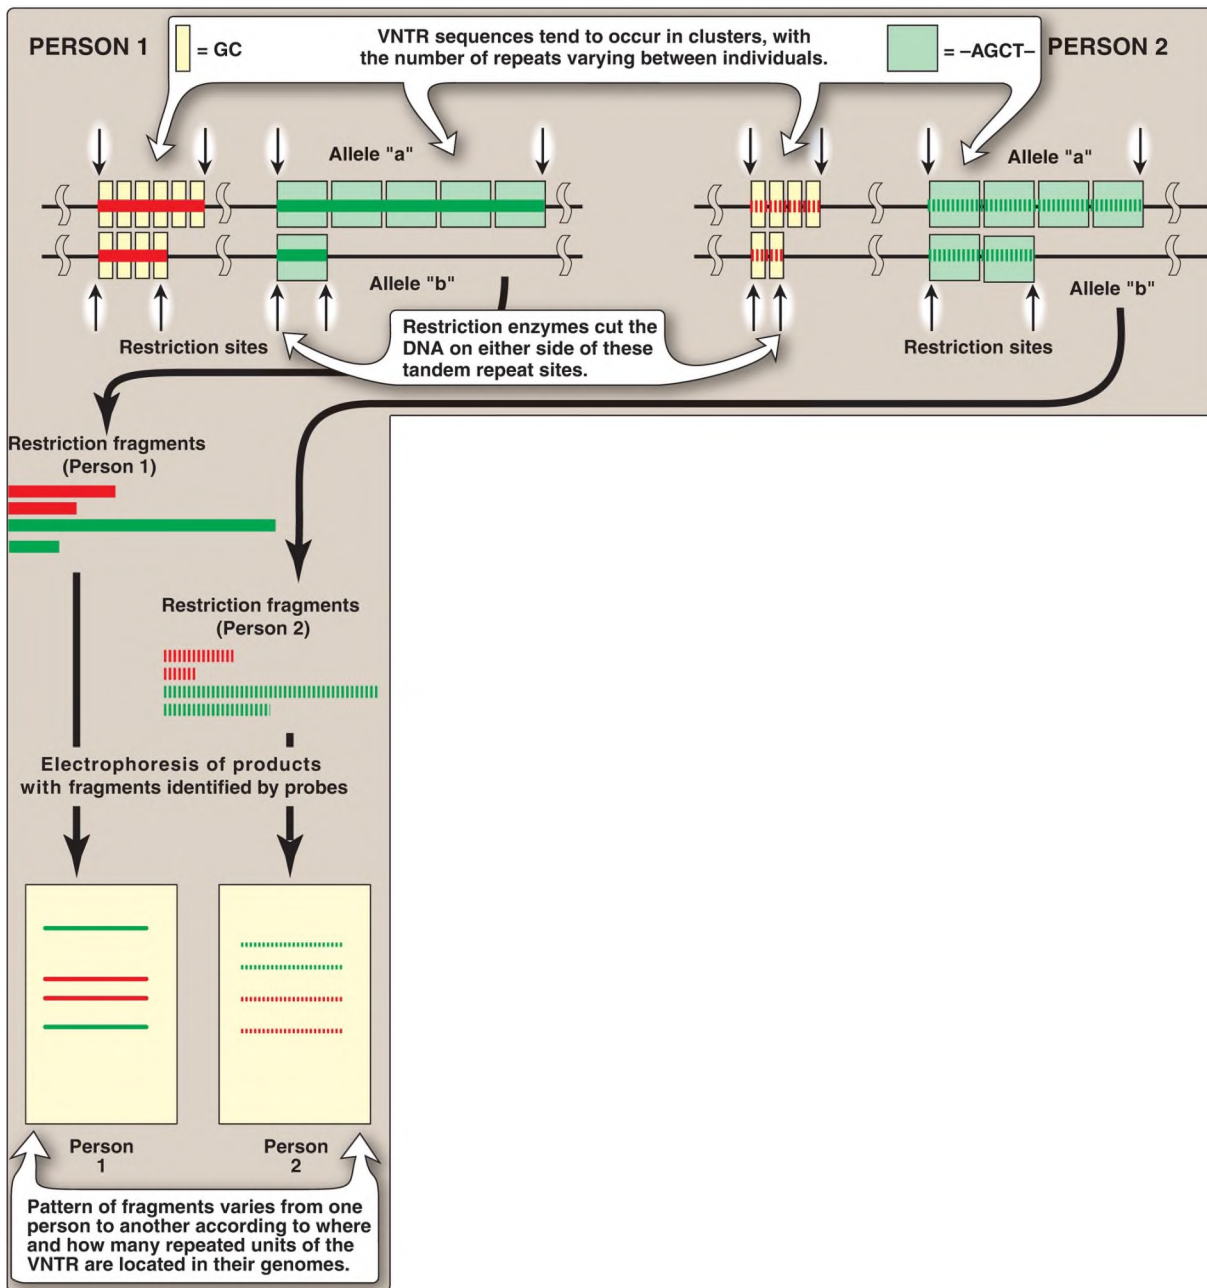 PERSON 1
= GC
VNTR sequences tend to occur in clusters, with
the number of repeats varying between individuals.
= –AGCT–
PERSON 2
Allele "a"
Allele "a"
Allele "b"
Allele "b"
Restriction sites
Restriction enzymes cut the
DNA on either side of these
tandem repeat sites.
Restriction sites
Restriction fragments
(Person 1)
Restriction fragments
(Person 2)
Electrophoresis of products
with fragments identified by probes
Person
1
Person
2
Pattern of fragments varies from one
person to another according to where
and how many repeated units of the
VNTR are located in their genomes.